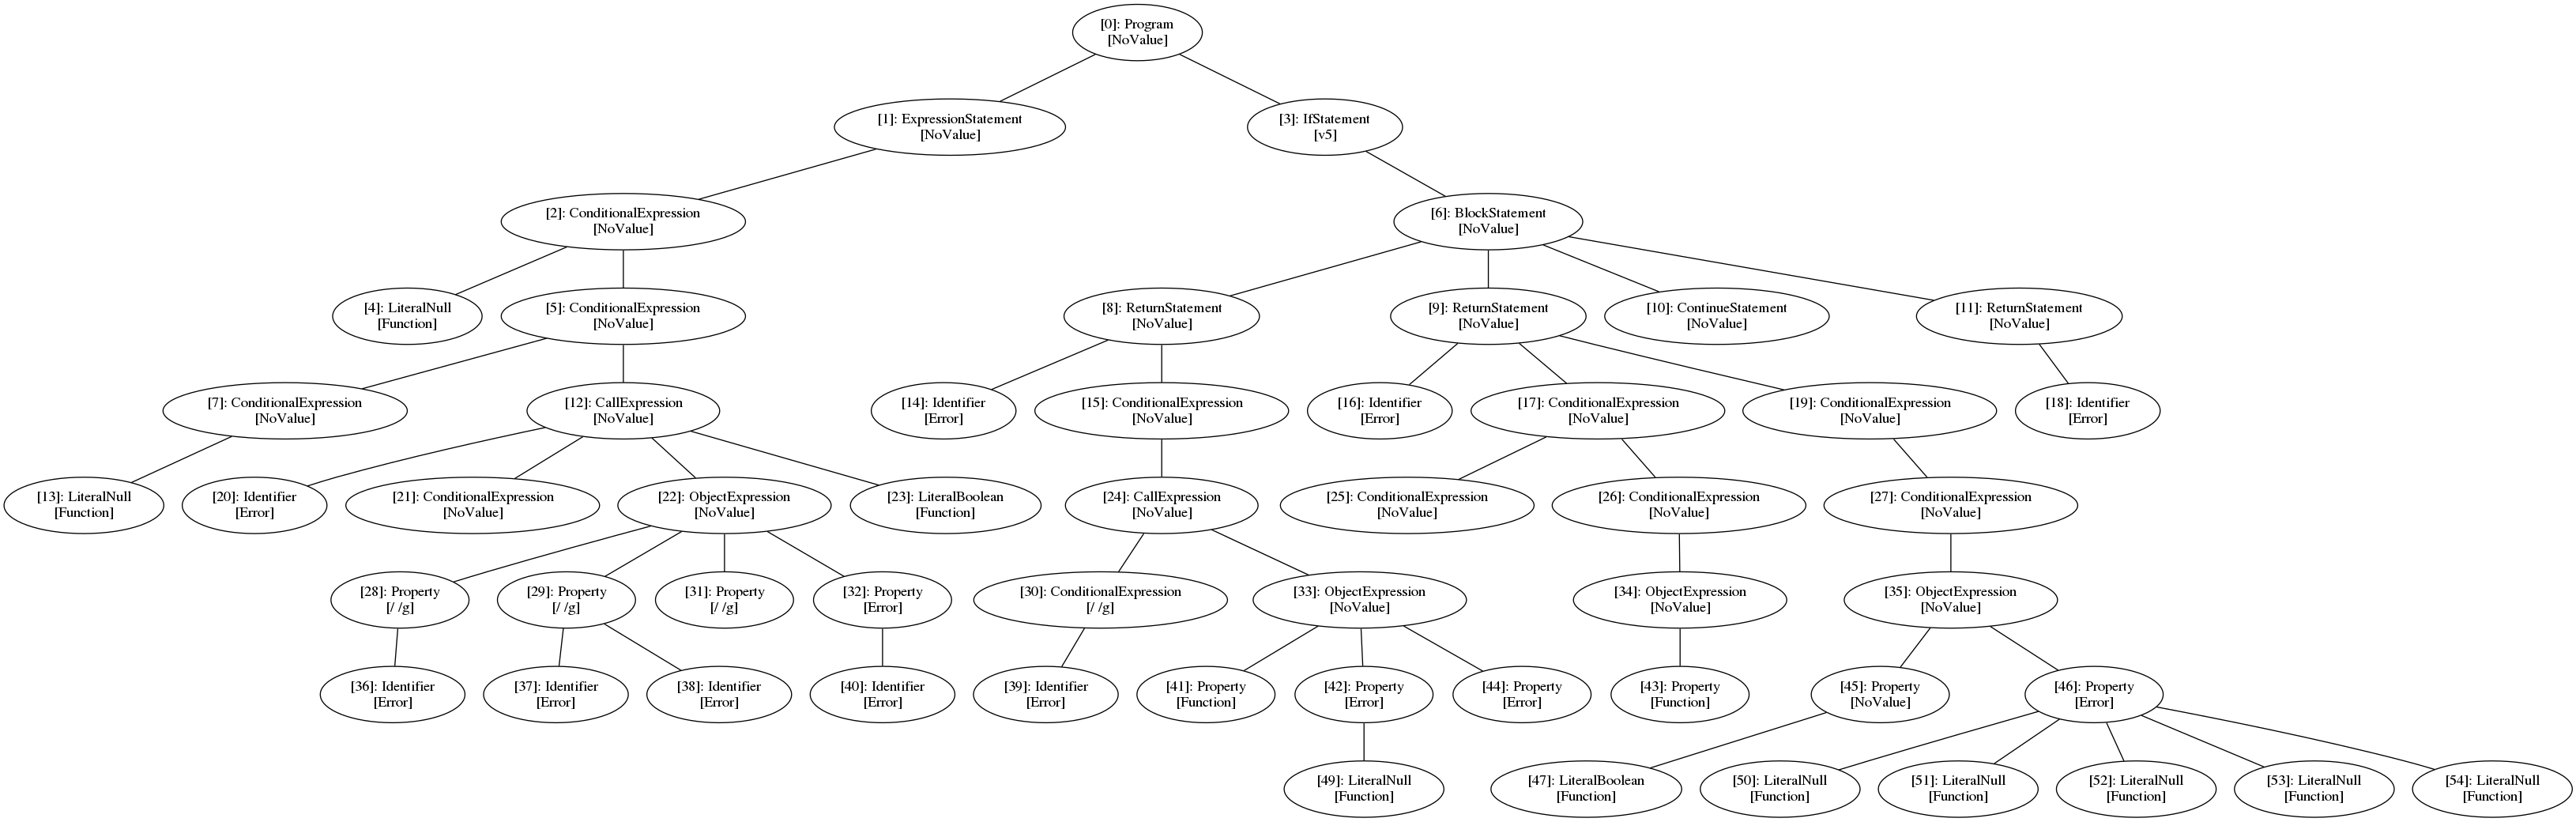 [0]: Program
[NoValue]
[1]: ExpressionStatement
[NoValue]
[3]: IfStatement
[v5]
[2]: ConditionalExpression
[NoValue]
[6]: BlockStatement
[NoValue]
[4]: LiteralNull
[Function]
[5]: ConditionalExpression
[NoValue]
[8]: ReturnStatement
[NoValue]
[9]: ReturnStatement
[NoValue]
[10]: ContinueStatement
[NoValue]
[11]: ReturnStatement
[NoValue]
[7]: ConditionalExpression
[NoValue]
[12]: CallExpression
[NoValue]
[14]: Identifier
[Error]
[15]: ConditionalExpression
[NoValue]
[16]: Identifier
[Error]
[17]: ConditionalExpression
[NoValue]
[19]: ConditionalExpression
[NoValue]
[18]: Identifier
[Error]
[13]: LiteralNull
[Function]
[20]: Identifier
[Error]
[21]: ConditionalExpression
[NoValue]
[22]: ObjectExpression
[NoValue]
[23]: LiteralBoolean
[Function]
[24]: CallExpression
[NoValue]
[25]: ConditionalExpression
[NoValue]
[26]: ConditionalExpression
[NoValue]
[27]: ConditionalExpression
[NoValue]
[28]: Property
[/ /g]
[29]: Property
[/ /g]
[31]: Property
[/ /g]
[32]: Property
[Error]
[30]: ConditionalExpression
[/ /g]
[33]: ObjectExpression
[NoValue]
[34]: ObjectExpression
[NoValue]
[35]: ObjectExpression
[NoValue]
[36]: Identifier
[Error]
[37]: Identifier
[Error]
[38]: Identifier
[Error]
[40]: Identifier
[Error]
[39]: Identifier
[Error]
[41]: Property
[Function]
[42]: Property
[Error]
[44]: Property
[Error]
[43]: Property
[Function]
[45]: Property
[NoValue]
[46]: Property
[Error]
[49]: LiteralNull
[Function]
[47]: LiteralBoolean
[Function]
[50]: LiteralNull
[Function]
[51]: LiteralNull
[Function]
[52]: LiteralNull
[Function]
[53]: LiteralNull
[Function]
[54]: LiteralNull
[Function]